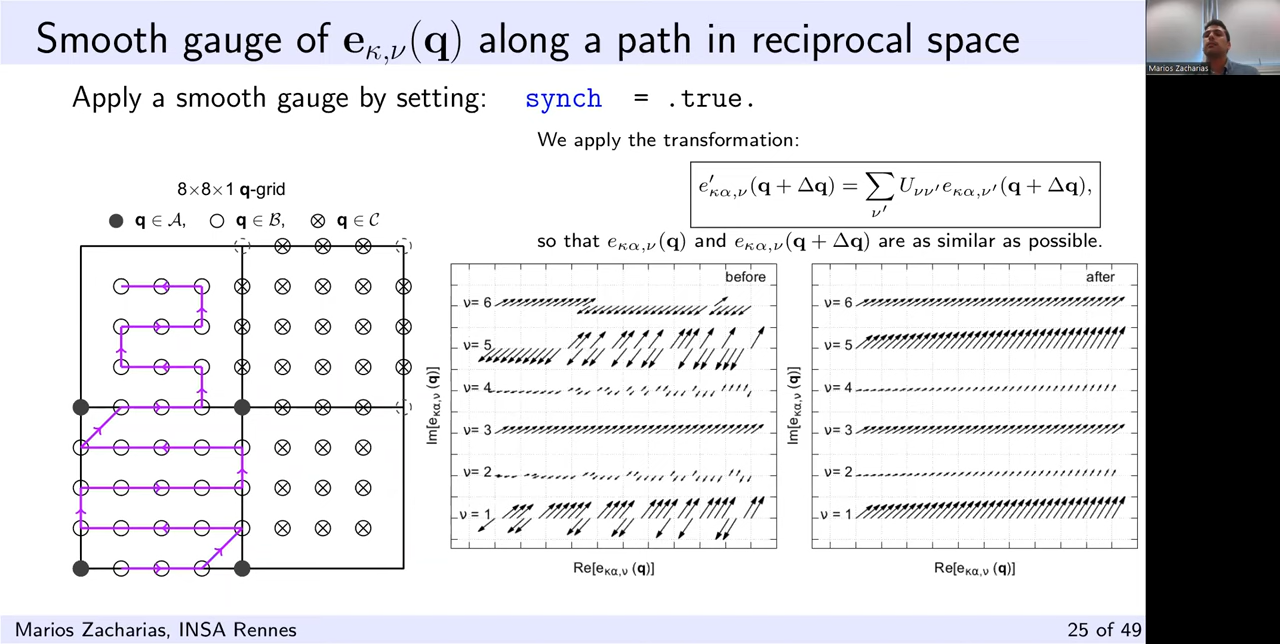 Smooth gauge of e_{κ,ν}(q) along a path in reciprocal space
Marios Zacharias
Apply a smooth gauge by setting: synch = .true.
We apply the transformation:
e′_{κα,ν}(q + Δq) = ∑_{ν′} U_{νν′} e_{κα,ν′}(q + Δq),
so that e_{κα,ν}(q) and e_{κα,ν}(q + Δq) are as similar as possible.
8×8×1 q-grid
q ∈ 𝒜, q ∈ ℬ, q ∈ 𝒞
before
ν= 6
ν= 5
ν= 4
ν= 3
ν= 2
ν= 1
Im[e_{κα,ν} (q)]
Re[e_{κα,ν} (q)]
after
ν= 6
ν= 5
ν= 4
ν= 3
ν= 2
ν= 1
Im[e_{κα,ν} (q)]
Re[e_{κα,ν} (q)]
Marios Zacharias, INSA Rennes
25 of 49